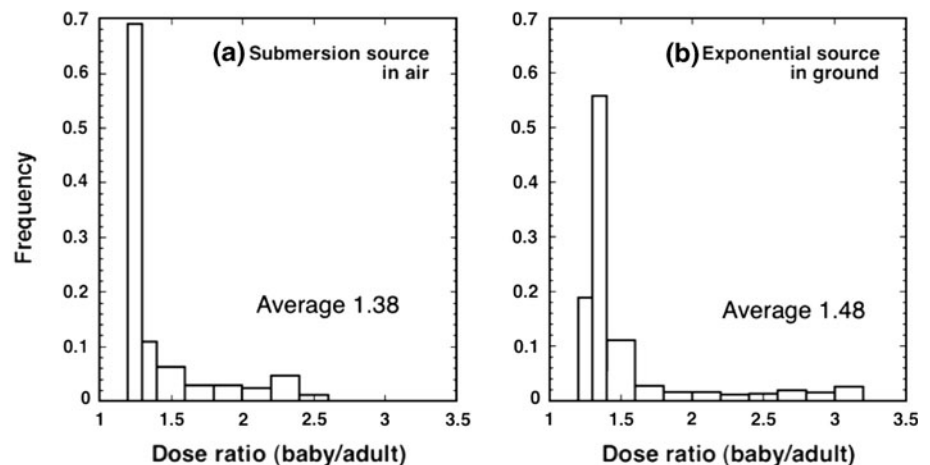 0.7
0.6
0.5
0.4
0.3
0.2
0.1
0
Frequency
(a) Submersion source
in air
Average 1.38
1 1.5 2 2.5 3 3.5
Dose ratio (baby/adult)
0.7
0.6
0.5
0.4
0.3
0.2
0.1
0
(b) Exponential source
in ground
Average 1.48
1 1.5 2 2.5 3 3.5
Dose ratio (baby/adult)